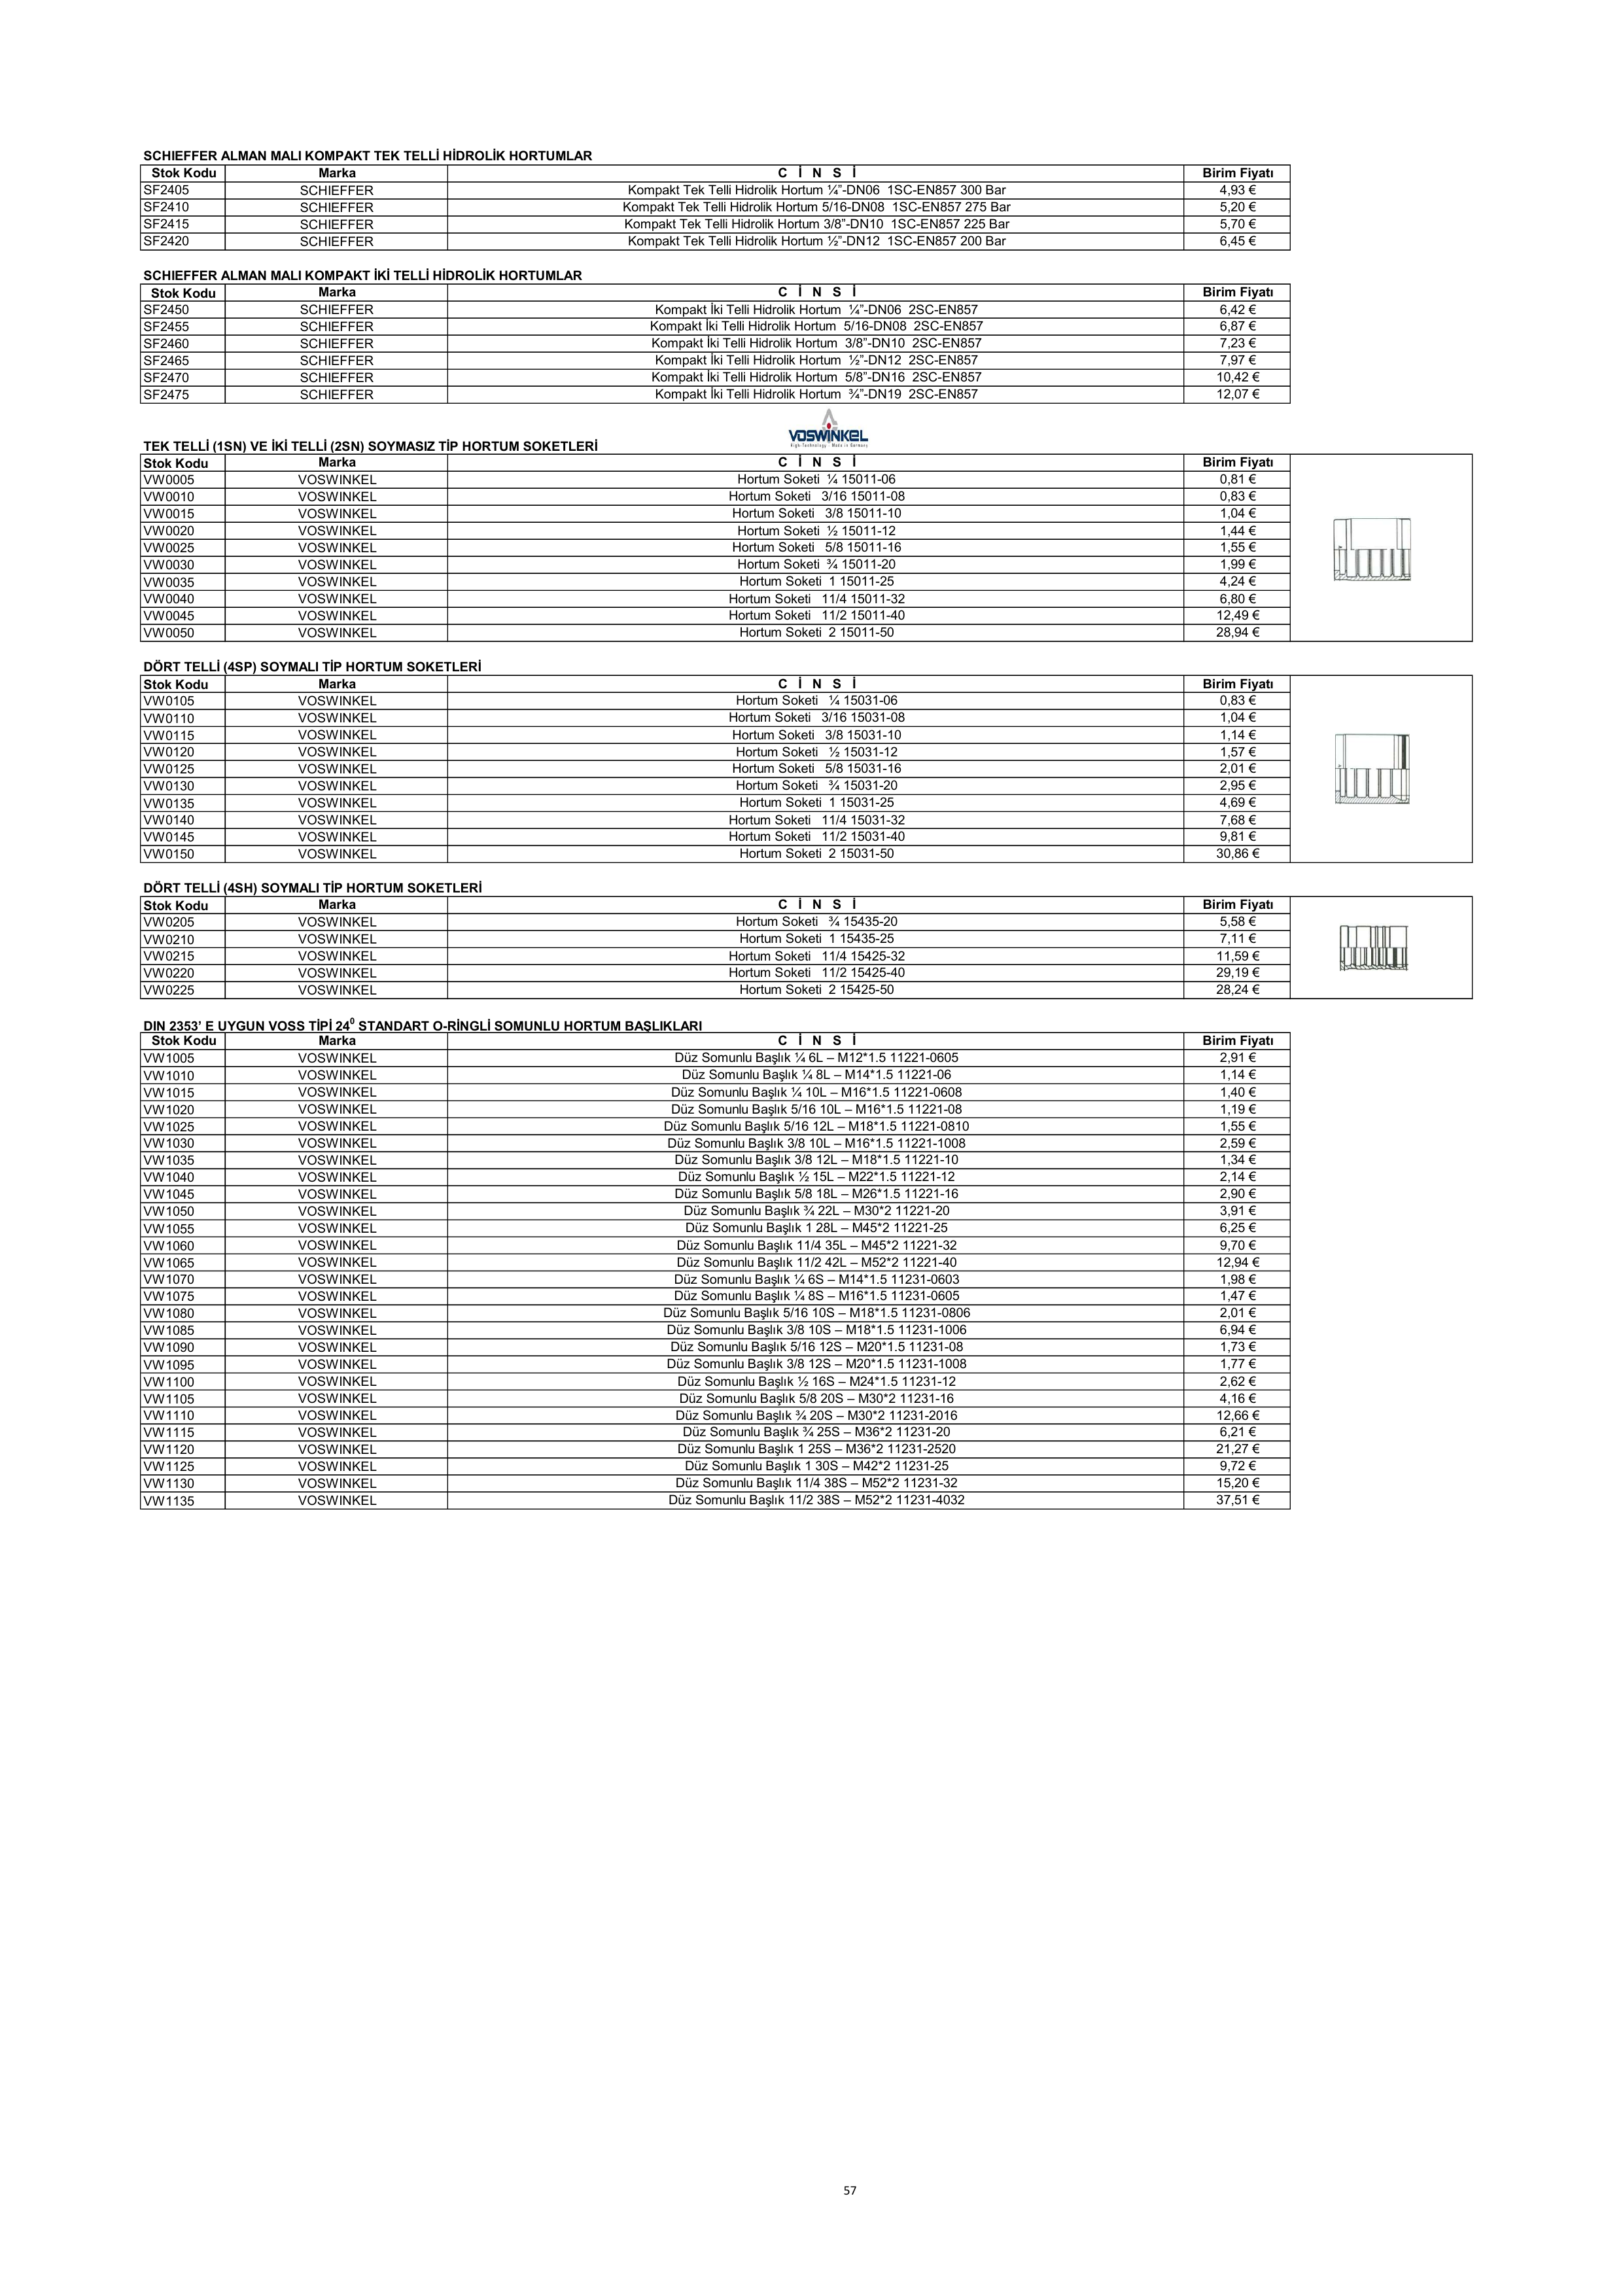 SCHIEFFER ALMAN MALI KOMPAKT TEK TELLİ HİDROLİK HORTUMLAR
Stok Kodu Marka C İ N S İ Birim Fiyatı
SF2405 SCHIEFFER Kompakt Tek Telli Hidrolik Hortum ¼”-DN06 1SC-EN857 300 Bar 4,93 €
SF2410 SCHIEFFER Kompakt Tek Telli Hidrolik Hortum 5/16-DN08 1SC-EN857 275 Bar 5,20 €
SF2415 SCHIEFFER Kompakt Tek Telli Hidrolik Hortum 3/8”-DN10 1SC-EN857 225 Bar 5,70 €
SF2420 SCHIEFFER Kompakt Tek Telli Hidrolik Hortum ½”-DN12 1SC-EN857 200 Bar 6,45 €
SCHIEFFER ALMAN MALI KOMPAKT İKİ TELLİ HİDROLİK HORTUMLAR
Stok Kodu Marka C İ N S İ Birim Fiyatı
SF2450 SCHIEFFER Kompakt İki Telli Hidrolik Hortum ¼”-DN06 2SC-EN857 6,42 €
SF2455 SCHIEFFER Kompakt İki Telli Hidrolik Hortum 5/16-DN08 2SC-EN857 6,87 €
SF2460 SCHIEFFER Kompakt İki Telli Hidrolik Hortum 3/8”-DN10 2SC-EN857 7,23 €
SF2465 SCHIEFFER Kompakt İki Telli Hidrolik Hortum ½”-DN12 2SC-EN857 7,97 €
SF2470 SCHIEFFER Kompakt İki Telli Hidrolik Hortum 5/8”-DN16 2SC-EN857 10,42 €
SF2475 SCHIEFFER Kompakt İki Telli Hidrolik Hortum ¾”-DN19 2SC-EN857 12,07 €
VOSWINKEL
High-Technology - Made in Germany
TEK TELLİ (1SN) VE İKİ TELLİ (2SN) SOYMASIZ TİP HORTUM SOKETLERİ
Stok Kodu Marka C İ N S İ Birim Fiyatı
VW0005 VOSWINKEL Hortum Soketi ¼ 15011-06 0,81 €
VW0010 VOSWINKEL Hortum Soketi 3/16 15011-08 0,83 €
VW0015 VOSWINKEL Hortum Soketi 3/8 15011-10 1,04 €
VW0020 VOSWINKEL Hortum Soketi ½ 15011-12 1,44 €
VW0025 VOSWINKEL Hortum Soketi 5/8 15011-16 1,55 €
VW0030 VOSWINKEL Hortum Soketi ¾ 15011-20 1,99 €
VW0035 VOSWINKEL Hortum Soketi 1 15011-25 4,24 €
VW0040 VOSWINKEL Hortum Soketi 11/4 15011-32 6,80 €
VW0045 VOSWINKEL Hortum Soketi 11/2 15011-40 12,49 €
VW0050 VOSWINKEL Hortum Soketi 2 15011-50 28,94 €
DÖRT TELLİ (4SP) SOYMALI TİP HORTUM SOKETLERİ
Stok Kodu Marka C İ N S İ Birim Fiyatı
VW0105 VOSWINKEL Hortum Soketi ¼ 15031-06 0,83 €
VW0110 VOSWINKEL Hortum Soketi 3/16 15031-08 1,04 €
VW0115 VOSWINKEL Hortum Soketi 3/8 15031-10 1,14 €
VW0120 VOSWINKEL Hortum Soketi ½ 15031-12 1,57 €
VW0125 VOSWINKEL Hortum Soketi 5/8 15031-16 2,01 €
VW0130 VOSWINKEL Hortum Soketi ¾ 15031-20 2,95 €
VW0135 VOSWINKEL Hortum Soketi 1 15031-25 4,69 €
VW0140 VOSWINKEL Hortum Soketi 11/4 15031-32 7,68 €
VW0145 VOSWINKEL Hortum Soketi 11/2 15031-40 9,81 €
VW0150 VOSWINKEL Hortum Soketi 2 15031-50 30,86 €
DÖRT TELLİ (4SH) SOYMALI TİP HORTUM SOKETLERİ
Stok Kodu Marka C İ N S İ Birim Fiyatı
VW0205 VOSWINKEL Hortum Soketi ¾ 15435-20 5,58 €
VW0210 VOSWINKEL Hortum Soketi 1 15435-25 7,11 €
VW0215 VOSWINKEL Hortum Soketi 11/4 15425-32 11,59 €
VW0220 VOSWINKEL Hortum Soketi 11/2 15425-40 29,19 €
VW0225 VOSWINKEL Hortum Soketi 2 15425-50 28,24 €
DIN 2353’ E UYGUN VOSS TİPİ 24⁰ STANDART O-RİNGLİ SOMUNLU HORTUM BAŞLIKLARI
Stok Kodu Marka C İ N S İ Birim Fiyatı
VW1005 VOSWINKEL Düz Somunlu Başlık ¼ 6L – M12*1.5 11221-0605 2,91 €
VW1010 VOSWINKEL Düz Somunlu Başlık ¼ 8L – M14*1.5 11221-06 1,14 €
VW1015 VOSWINKEL Düz Somunlu Başlık ¼ 10L – M16*1.5 11221-0608 1,40 €
VW1020 VOSWINKEL Düz Somunlu Başlık 5/16 10L – M16*1.5 11221-08 1,19 €
VW1025 VOSWINKEL Düz Somunlu Başlık 5/16 12L – M18*1.5 11221-0810 1,55 €
VW1030 VOSWINKEL Düz Somunlu Başlık 3/8 10L – M16*1.5 11221-1008 2,59 €
VW1035 VOSWINKEL Düz Somunlu Başlık 3/8 12L – M18*1.5 11221-10 1,34 €
VW1040 VOSWINKEL Düz Somunlu Başlık ½ 15L – M22*1.5 11221-12 2,14 €
VW1045 VOSWINKEL Düz Somunlu Başlık 5/8 18L – M26*1.5 11221-16 2,90 €
VW1050 VOSWINKEL Düz Somunlu Başlık ¾ 22L – M30*2 11221-20 3,91 €
VW1055 VOSWINKEL Düz Somunlu Başlık 1 28L – M45*2 11221-25 6,25 €
VW1060 VOSWINKEL Düz Somunlu Başlık 11/4 35L – M45*2 11221-32 9,70 €
VW1065 VOSWINKEL Düz Somunlu Başlık 11/2 42L – M52*2 11221-40 12,94 €
VW1070 VOSWINKEL Düz Somunlu Başlık ¼ 6S – M14*1.5 11231-0603 1,98 €
VW1075 VOSWINKEL Düz Somunlu Başlık ¼ 8S – M16*1.5 11231-0605 1,47 €
VW1080 VOSWINKEL Düz Somunlu Başlık 5/16 10S – M18*1.5 11231-0806 2,01 €
VW1085 VOSWINKEL Düz Somunlu Başlık 3/8 10S – M18*1.5 11231-1006 6,94 €
VW1090 VOSWINKEL Düz Somunlu Başlık 5/16 12S – M20*1.5 11231-08 1,73 €
VW1095 VOSWINKEL Düz Somunlu Başlık 3/8 12S – M20*1.5 11231-1008 1,77 €
VW1100 VOSWINKEL Düz Somunlu Başlık ½ 16S – M24*1.5 11231-12 2,62 €
VW1105 VOSWINKEL Düz Somunlu Başlık 5/8 20S – M30*2 11231-16 4,16 €
VW1110 VOSWINKEL Düz Somunlu Başlık ¾ 20S – M30*2 11231-2016 12,66 €
VW1115 VOSWINKEL Düz Somunlu Başlık ¾ 25S – M36*2 11231-20 6,21 €
VW1120 VOSWINKEL Düz Somunlu Başlık 1 25S – M36*2 11231-2520 21,27 €
VW1125 VOSWINKEL Düz Somunlu Başlık 1 30S – M42*2 11231-25 9,72 €
VW1130 VOSWINKEL Düz Somunlu Başlık 11/4 38S – M52*2 11231-32 15,20 €
VW1135 VOSWINKEL Düz Somunlu Başlık 11/2 38S – M52*2 11231-4032 37,51 €
57